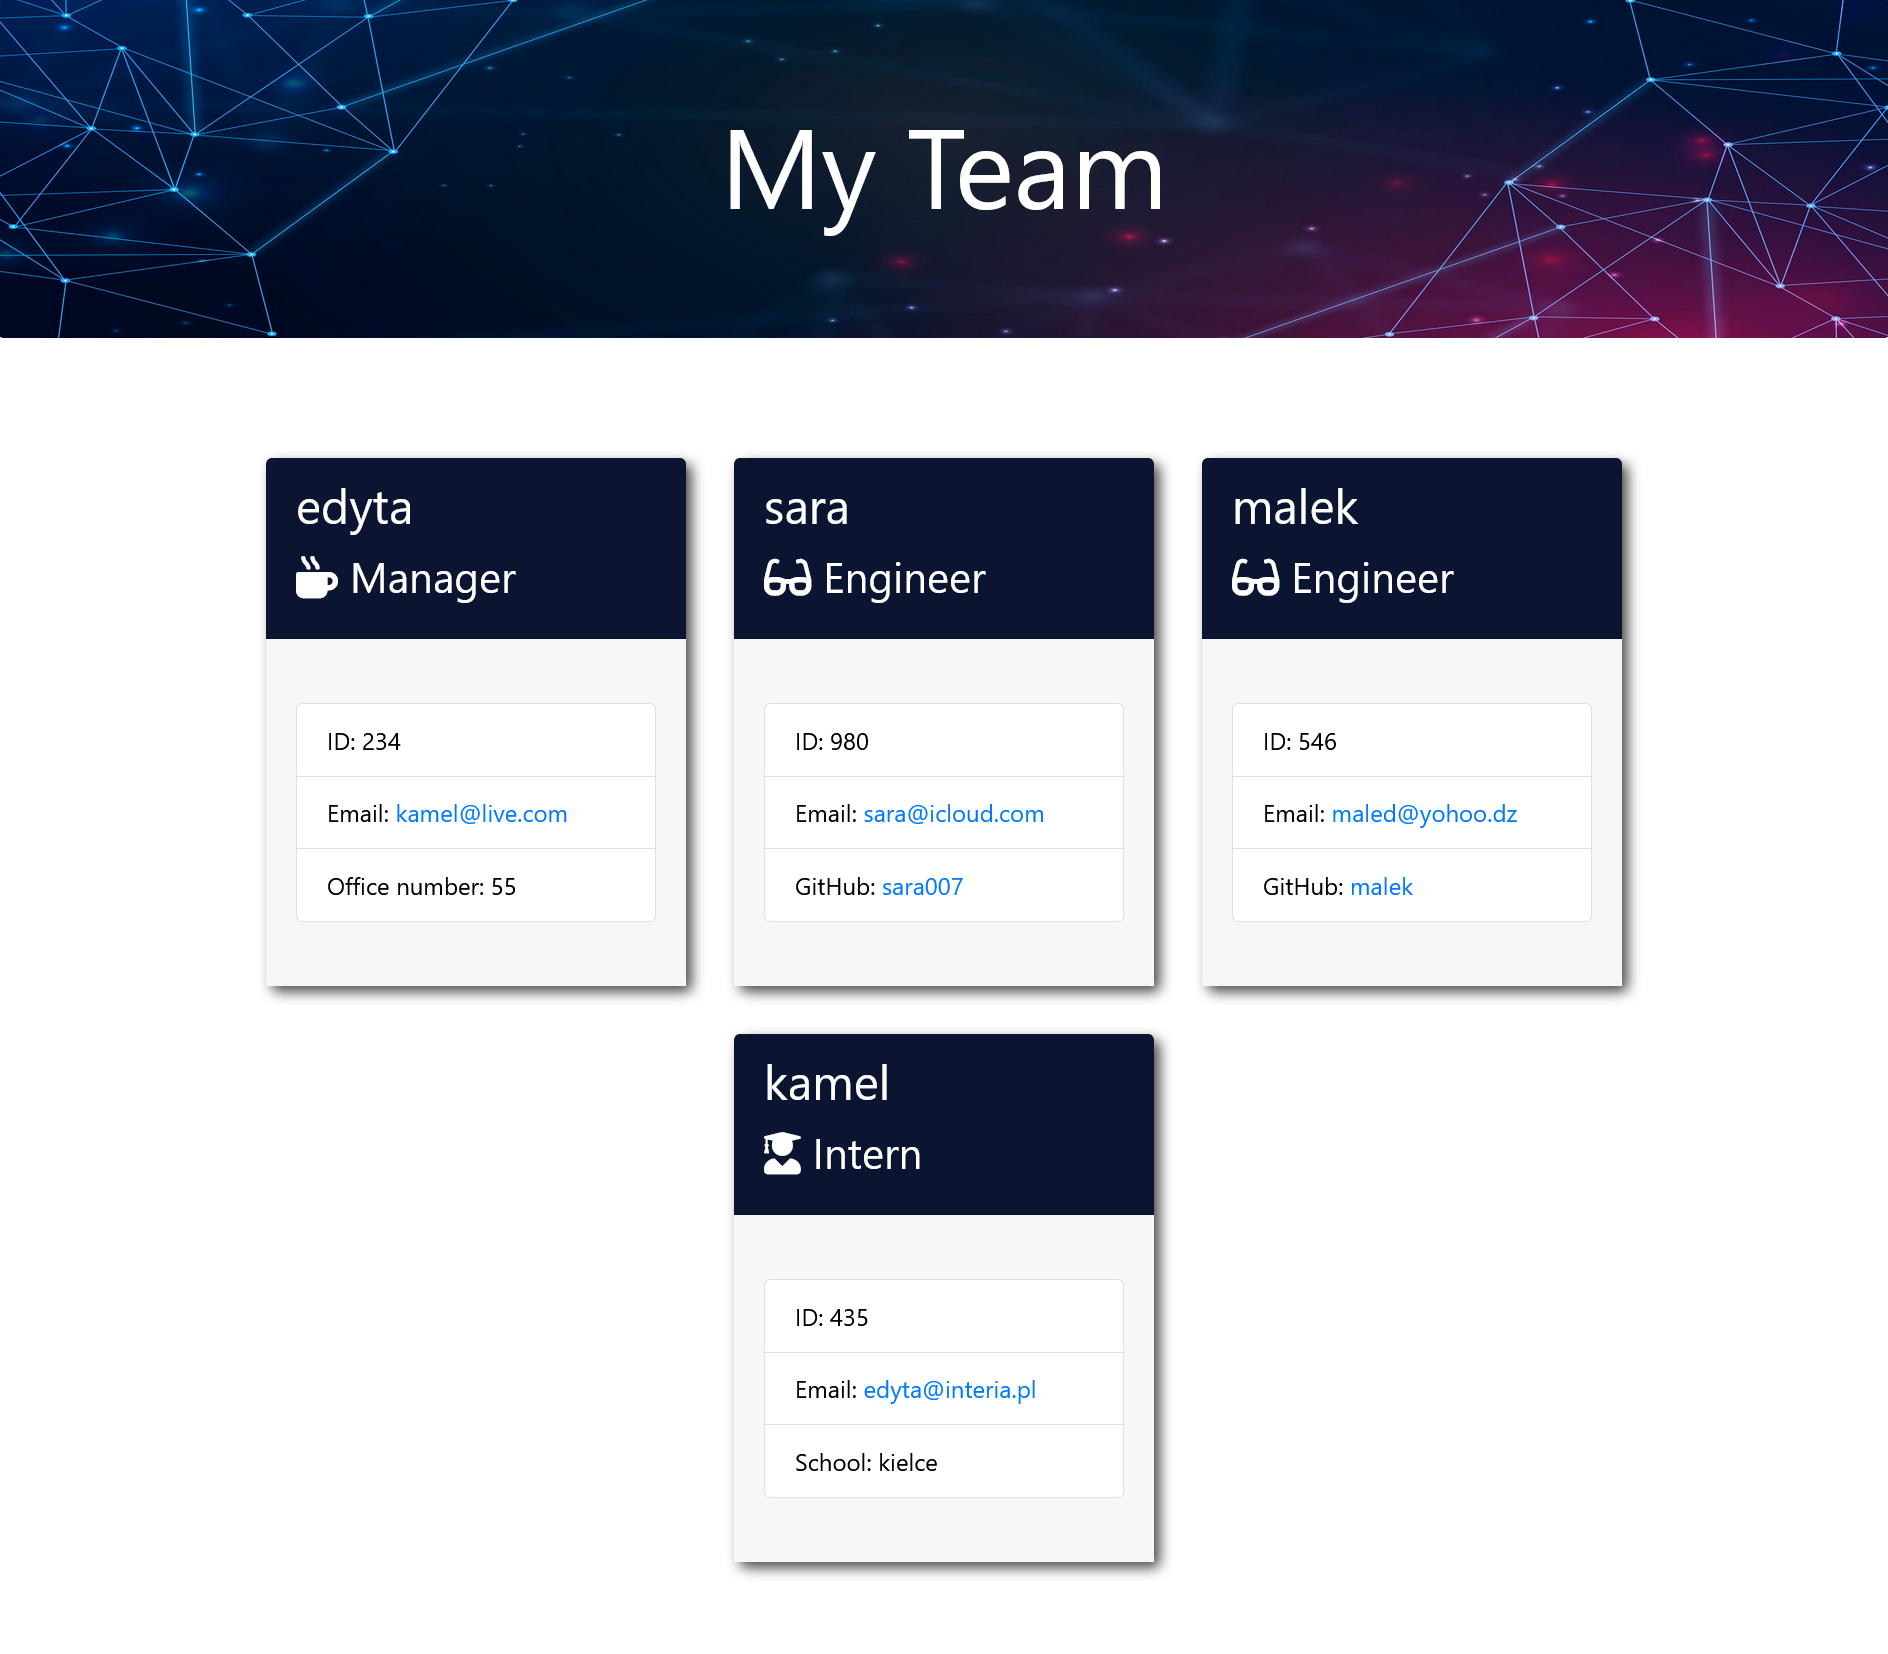 My Team
edyta
Manager
ID: 234
Email: kamel@live.com
Office number: 55
sara
Engineer
ID: 980
Email: sara@icloud.com
GitHub: sara007
malek
Engineer
ID: 546
Email: maled@yohoo.dz
GitHub: malek
kamel
Intern
ID: 435
Email: edyta@interia.pl
School: kielce